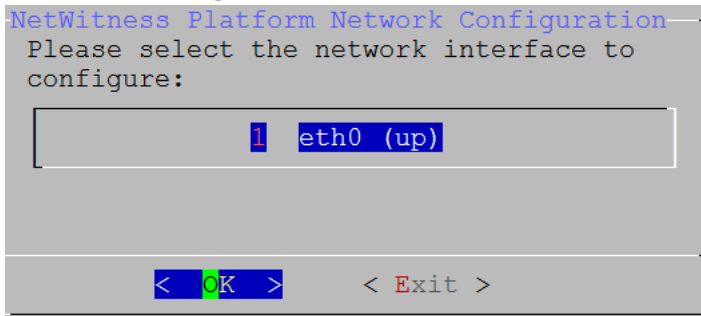 NetWitness Platform Network Configuration
Please select the network interface to
configure:
1 eth0 (up)
< OK > < Exit >